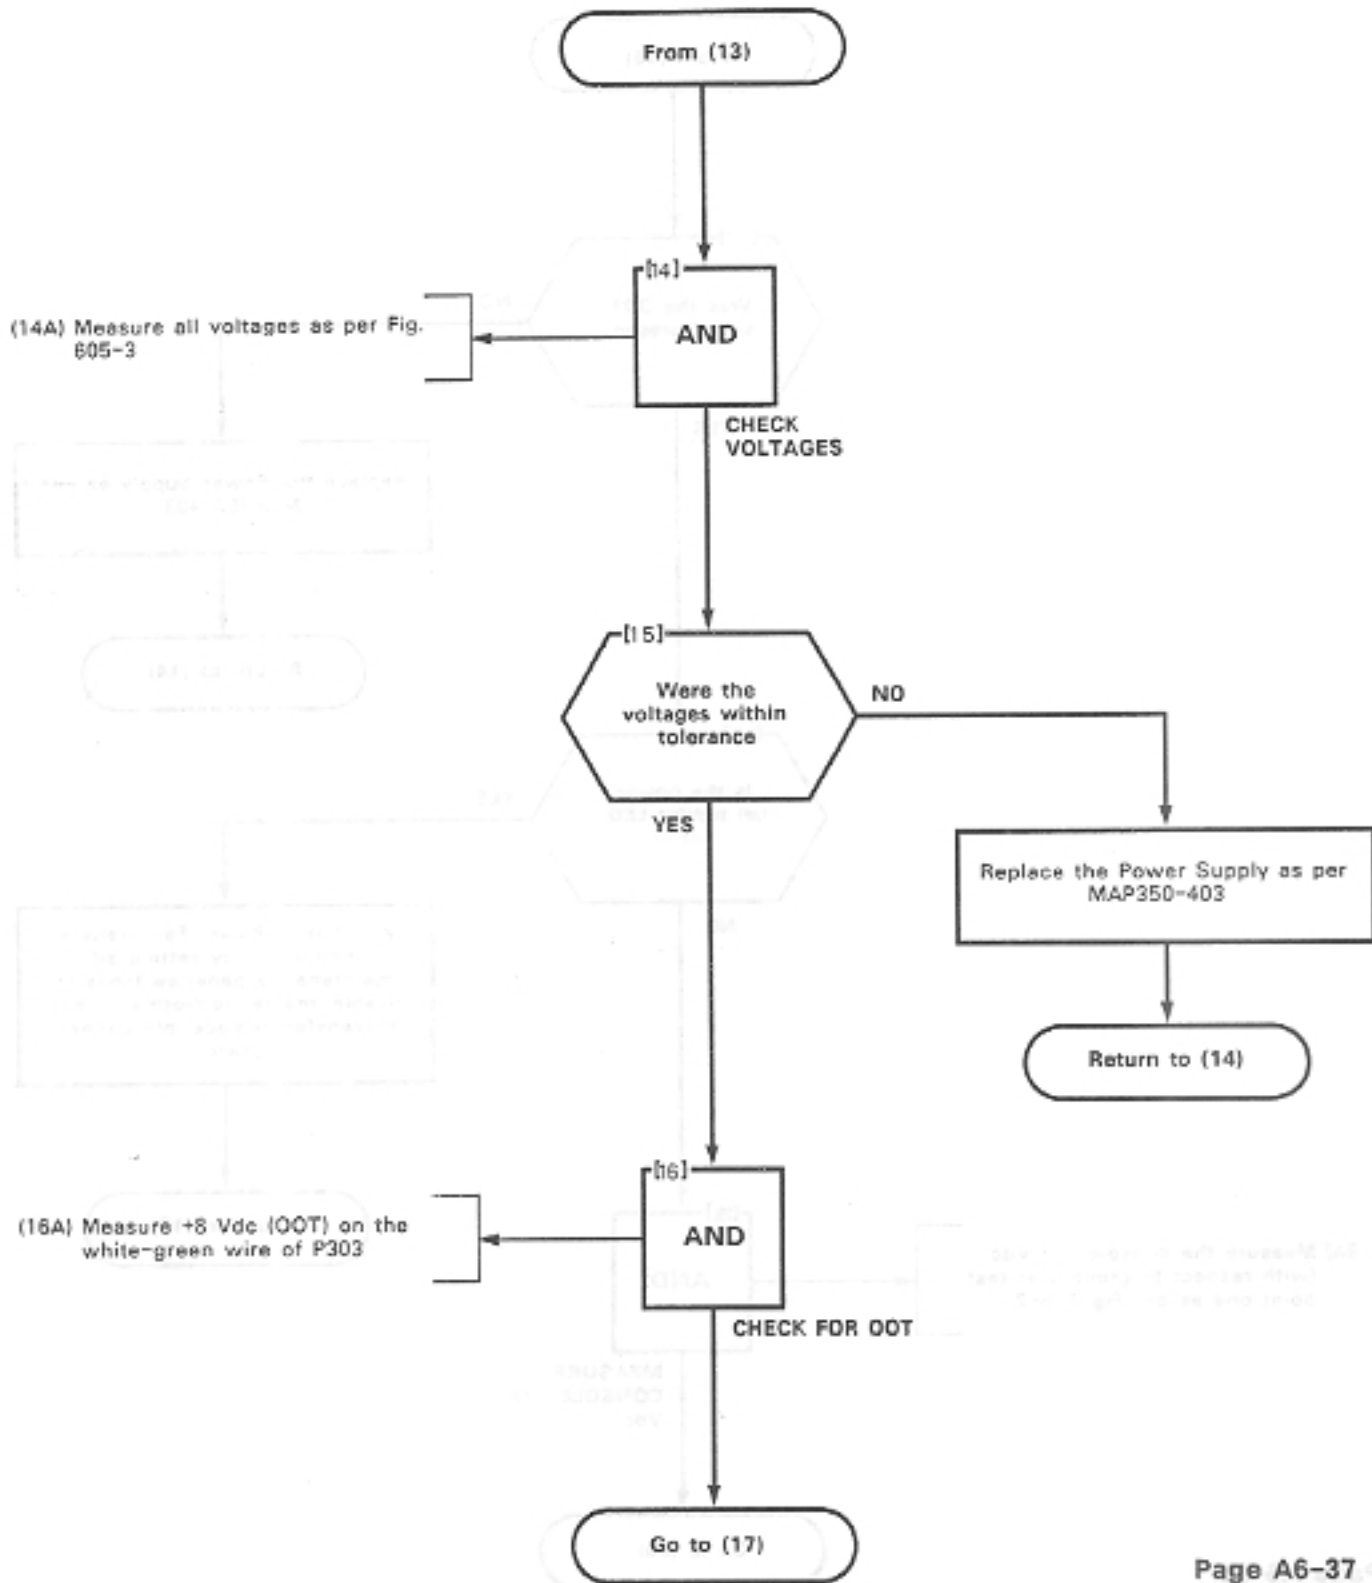 From (13)
[14]
AND
(14A) Measure all voltages as per Fig.
605-3
CHECK
VOLTAGES
[15]
Were the
voltages within
tolerance
NO
YES
Replace the Power Supply as per
MAP350-403
Return to (14)
[16]
AND
(16A) Measure +8 Vdc (OOT) on the
white-green wire of P303
CHECK FOR OOT
Go to (17)
Page A6-37